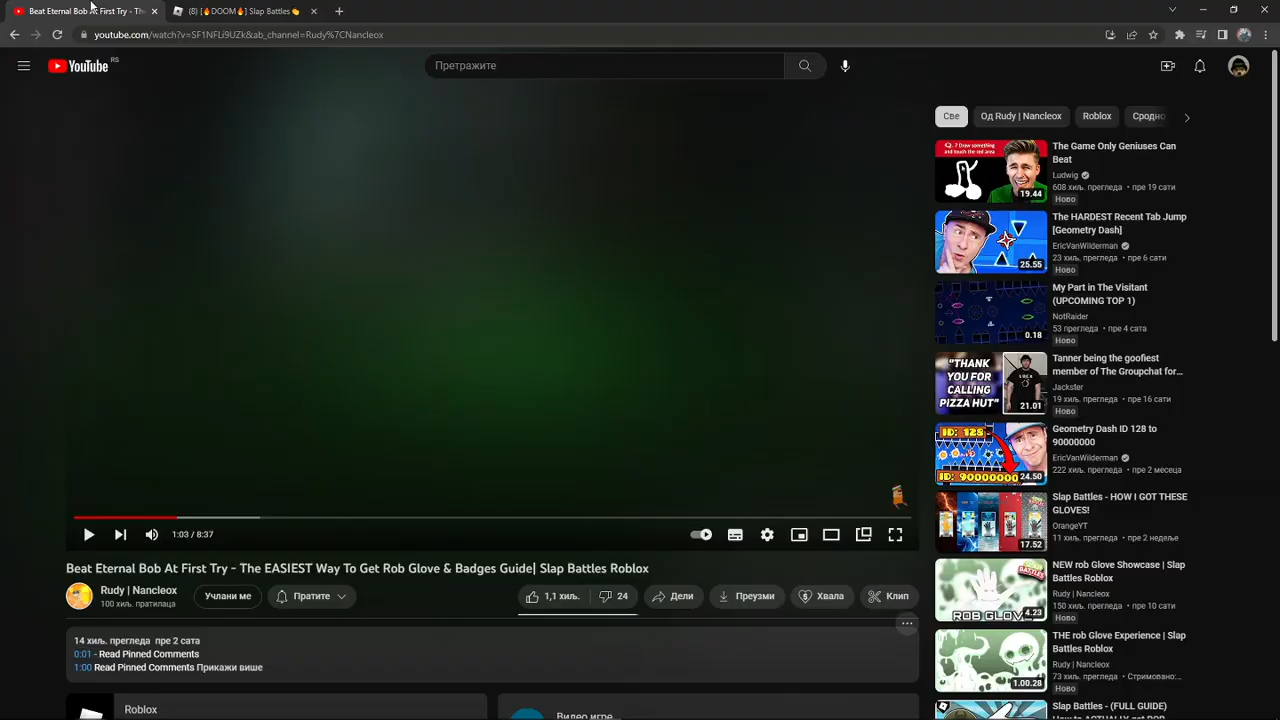 Beat Eternal Bob At First Try - The
(8) [🔥DOOM🔥] Slap Battles 👏
youtube.com/watch?v=SF1NFLi9UZk&ab_channel=Rudy%7CNancleox
YouTube RS
Претражите
Све
Од Rudy | Nancleox
Roblox
Сродно
Q. 7 Draw something
and touch the red area
19.44
The Game Only Geniuses Can
Beat
Ludwig
608 хиљ. прегледа • пре 19 сати
Ново
25.55
The HARDEST Recent Tab Jump
[Geometry Dash]
EricVanWilderman
23 хиљ. прегледа • пре 6 сати
Ново
0.18
My Part in The Visitant
(UPCOMING TOP 1)
NotRaider
53 прегледа • пре 4 сата
Ново
"THANK
YOU FOR
CALLING
PIZZA HUT"
21.01
Tanner being the goofiest
member of The Groupchat for...
Jackster
19 хиљ. прегледа • пре 16 сати
Ново
ID: 128
ID: 90000000
24.50
Geometry Dash ID 128 to
90000000
EricVanWilderman
222 хиљ. прегледа • пре 2 месеца
17.52
Slap Battles - HOW I GOT THESE
GLOVES!
OrangeYT
11 хиљ. прегледа • пре 2 недеље
ROB GLOV
4.23
NEW rob Glove Showcase | Slap
Battles Roblox
Rudy | Nancleox
150 хиљ. прегледа • пре 10 сати
Ново
1.00.28
THE rob Glove Experience | Slap
Battles Roblox
Rudy | Nancleox
73 хиљ. прегледа • Стримовано:...
Ново
Slap Battles - (FULL GUIDE)
1:03 / 8:37
Beat Eternal Bob At First Try - The EASIEST Way To Get Rob Glove & Badges Guide| Slap Battles Roblox
Rudy | Nancleox
100 хиљ. пратилаца
Учлани ме
Пратите
1,1 хиљ.
24
Дели
Преузми
Хвала
Клип
14 хиљ. прегледа пре 2 сата
0:01 - Read Pinned Comments
1:00 Read Pinned Comments Прикажи више
Roblox
Видео игре